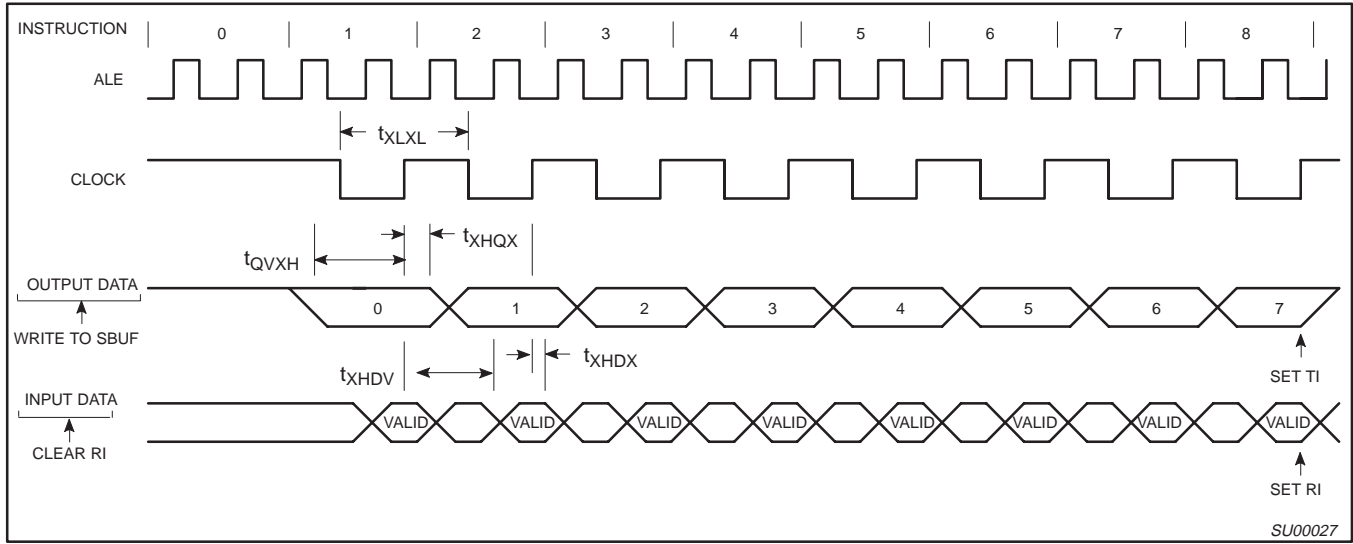 INSTRUCTION 0 1 2 3 4 5 6 7 8
ALE
tXLXL
CLOCK
tXHQX
tQVXH
OUTPUT DATA 0 1 2 3 4 5 6 7
WRITE TO SBUF
tXHDX
tXHDV
SET TI
INPUT DATA
VALID VALID VALID VALID VALID VALID VALID VALID
CLEAR RI
SET RI
SU00027